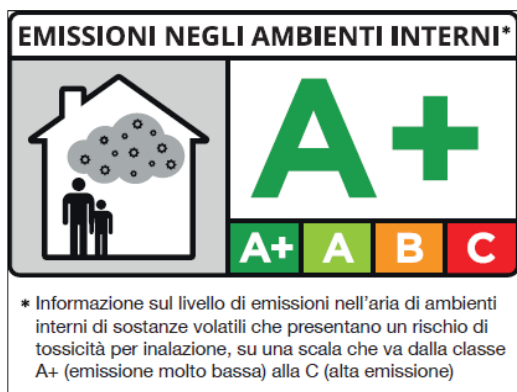 EMISSIONI NEGLI AMBIENTI INTERNI*
A+
A+ A B C
* Informazione sul livello di emissioni nell'aria di ambienti
interni di sostanze volatili che presentano un rischio di
tossicità per inalazione, su una scala che va dalla classe
A+ (emissione molto bassa) alla C (alta emissione)